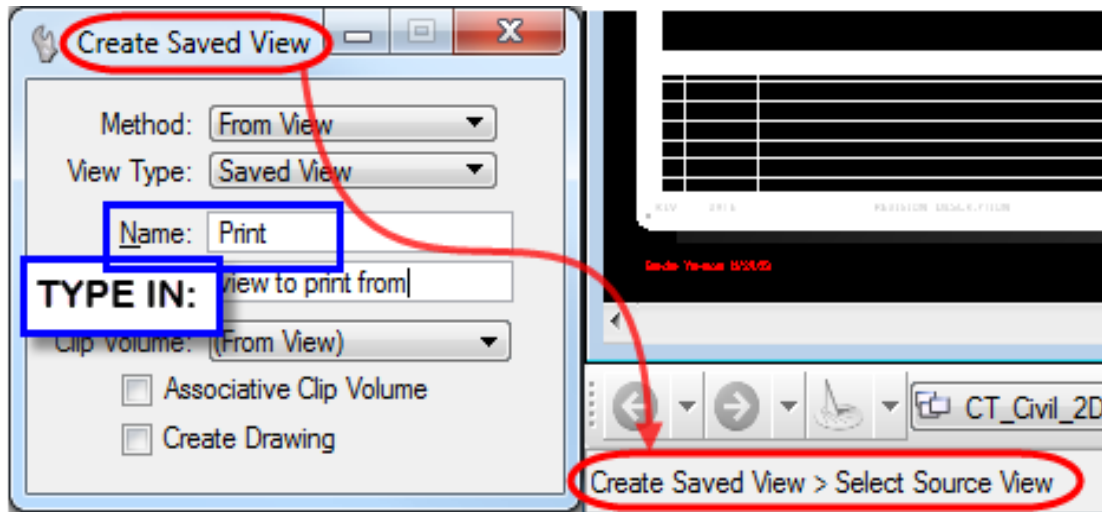 Create Saved View
Method: From View
View Type: Saved View
Name: Print
TYPE IN: view to print from
Clip Volume: (From View)
Associative Clip Volume
Create Drawing
REV DATE REVISION DESCRIPTION
CT_Civil_2D
Create Saved View > Select Source View